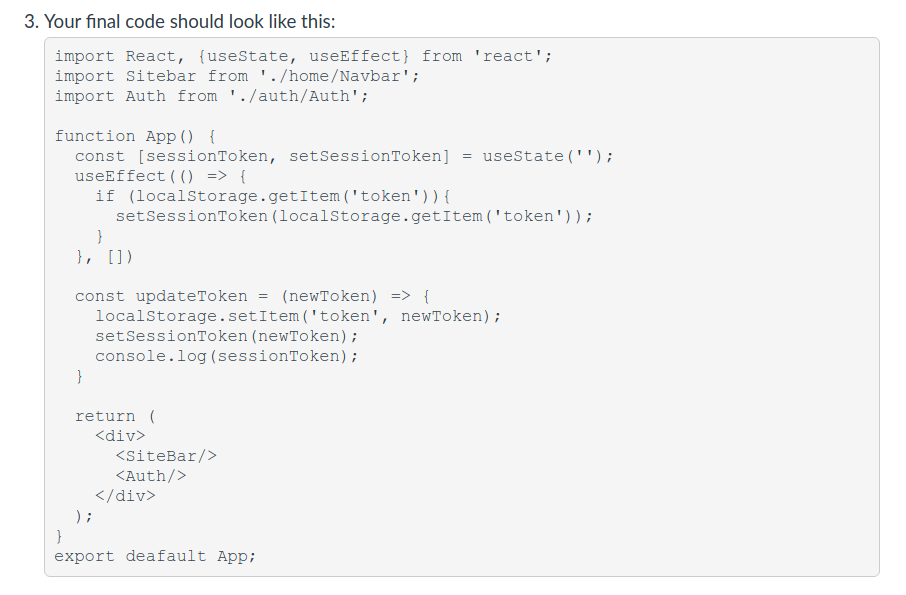 3. Your final code should look like this:
import React, {useState, useEffect} from 'react';
import Sitebar from './home/Navbar';
import Auth from './auth/Auth';

function App() {
  const [sessionToken, setSessionToken] = useState('');
  useEffect(() => {
    if (localStorage.getItem('token')){
      setSessionToken(localStorage.getItem('token'));
    }
  }, [])

  const updateToken = (newToken) => {
    localStorage.setItem('token', newToken);
    setSessionToken(newToken);
    console.log(sessionToken);
  }

  return (
    <div>
      <SiteBar/>
      <Auth/>
    </div>
  );
}
export deafault App;